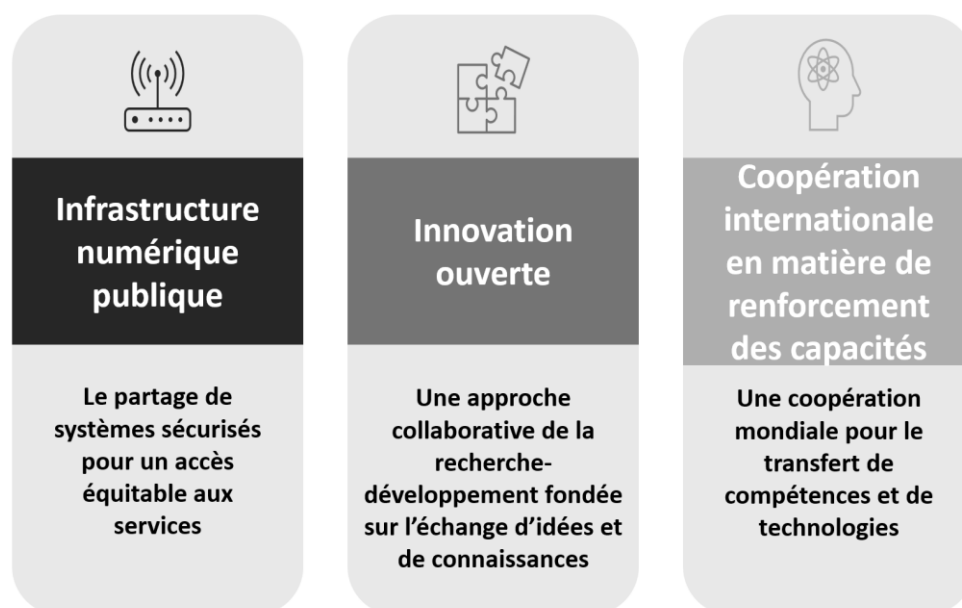 Infrastructure
numérique
publique
Le partage de
systèmes sécurisés
pour un accès
équitable aux
services
Innovation
ouverte
Une approche
collaborative de la
recherche-
développement fondée
sur l’échange d’idées et
de connaissances
Coopération
internationale
en matière de
renforcement
des capacités
Une coopération
mondiale pour le
transfert de
compétences et de
technologies